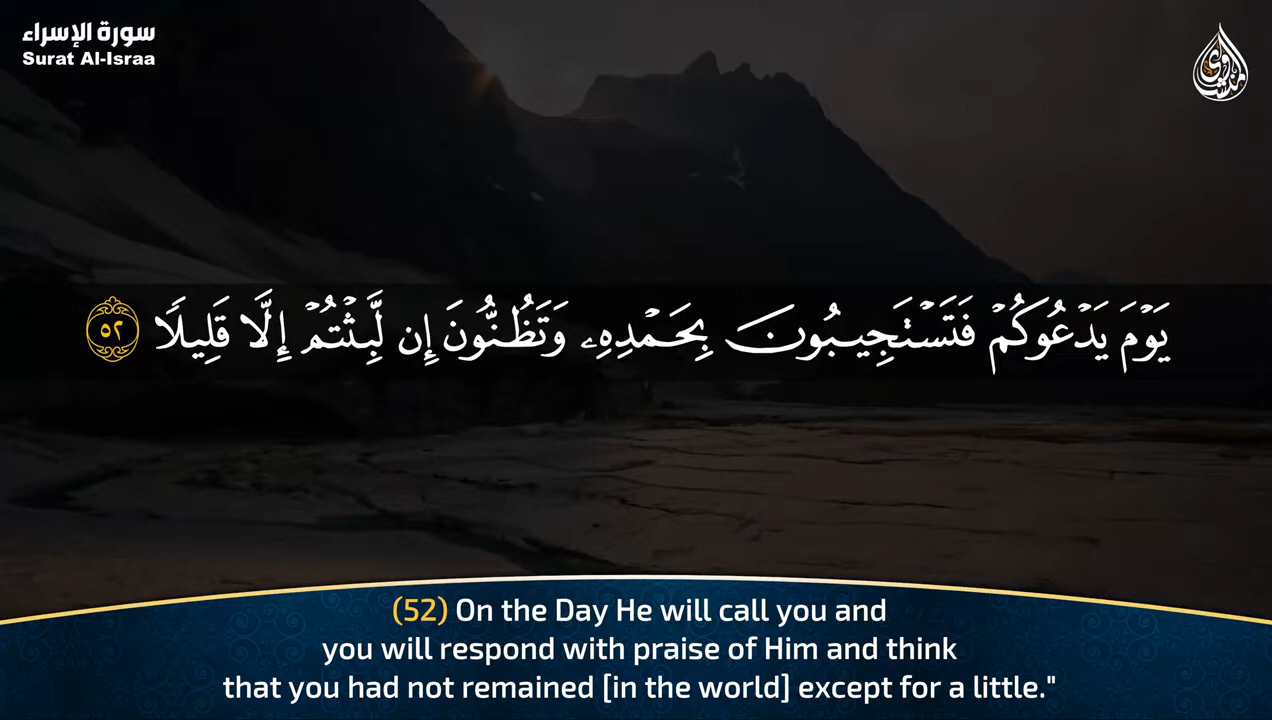 سورة الإسراء
Surat Al-Israa
المنشاوي
يَوْمَ يَدْعُوكُمْ فَتَسْتَجِيبُونَ بِحَمْدِهِۦ وَتَظُنُّونَ إِن لَّبِثْتُمْ إِلَّا قَلِيلًا ٥٢
(52) On the Day He will call you and
you will respond with praise of Him and think
that you had not remained [in the world] except for a little."